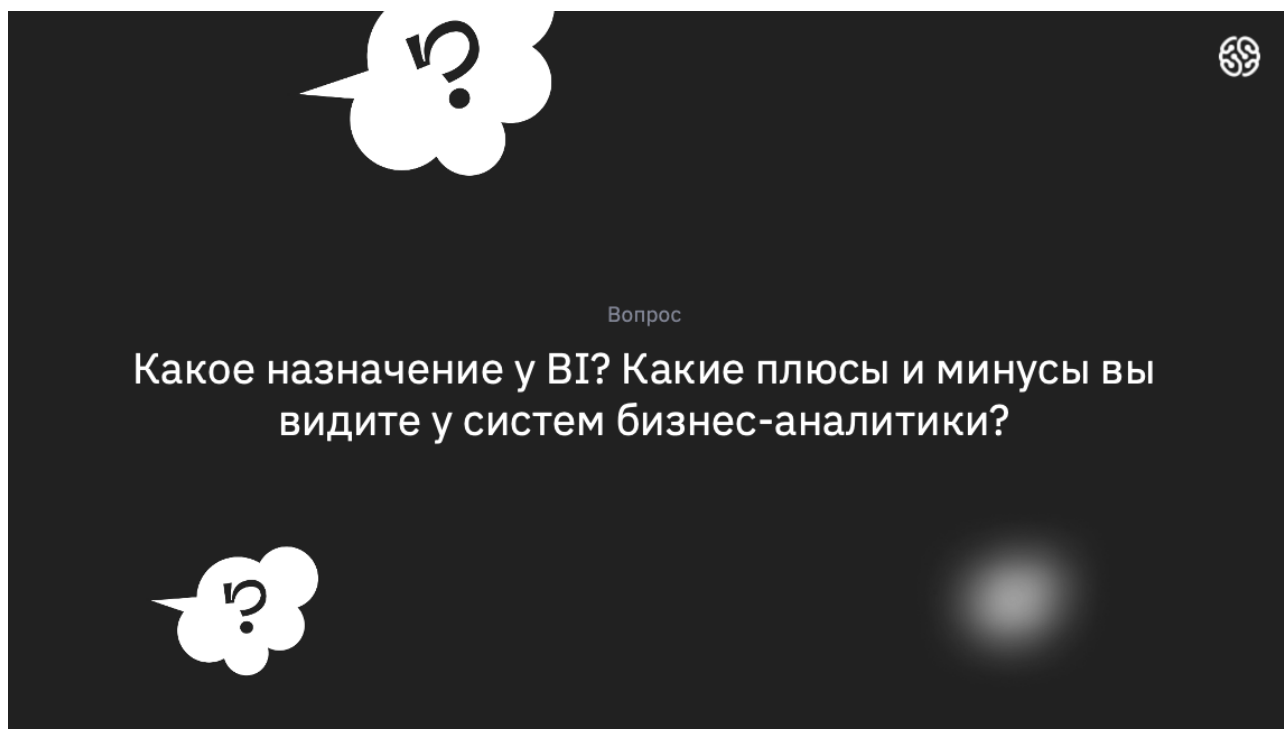 ?
Вопрос
Какое назначение у BI? Какие плюсы и минусы вы
видите у систем бизнес-аналитики?
?